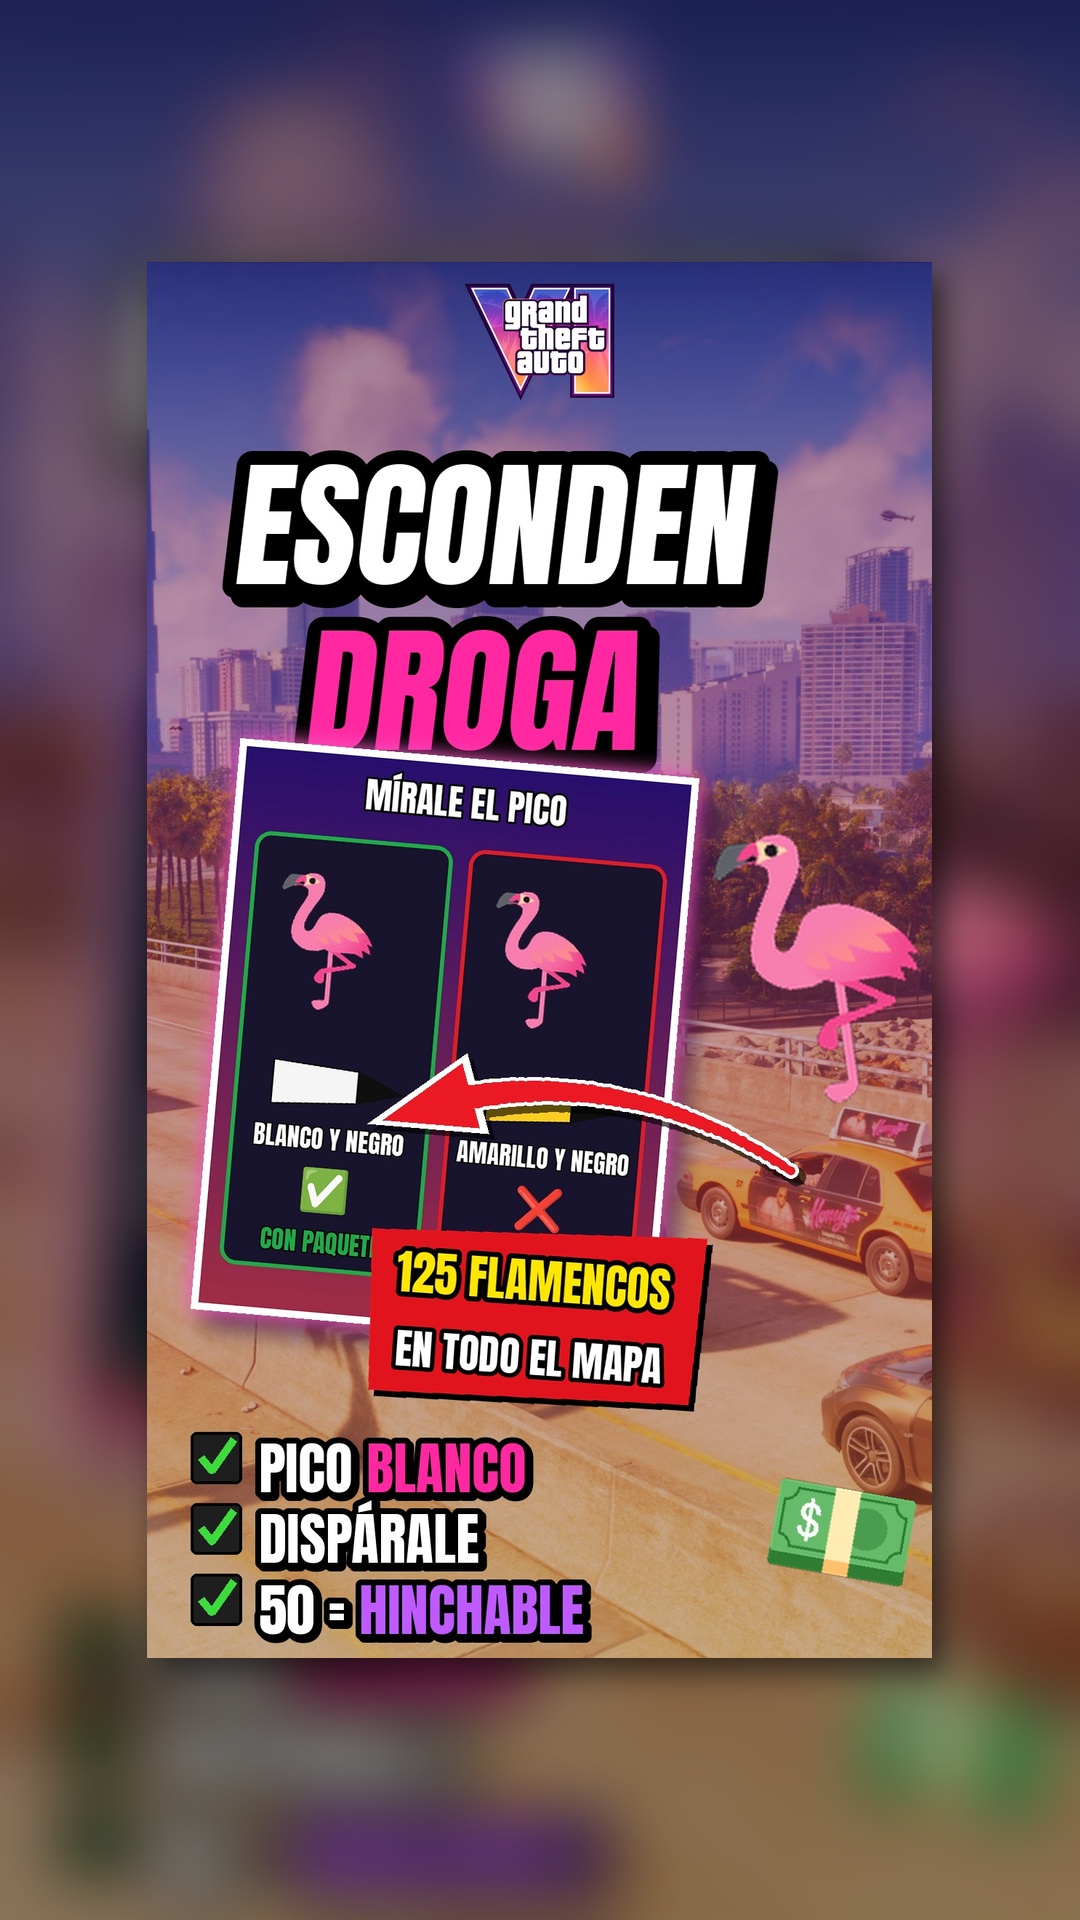 grand
theft
auto
VI
ESCONDEN
DROGA
MÍRALE EL PICO
BLANCO Y NEGRO
AMARILLO Y NEGRO
CON PAQUET
125 FLAMENCOS
EN TODO EL MAPA
PICO BLANCO
DISPÁRALE
50 = HINCHABLE